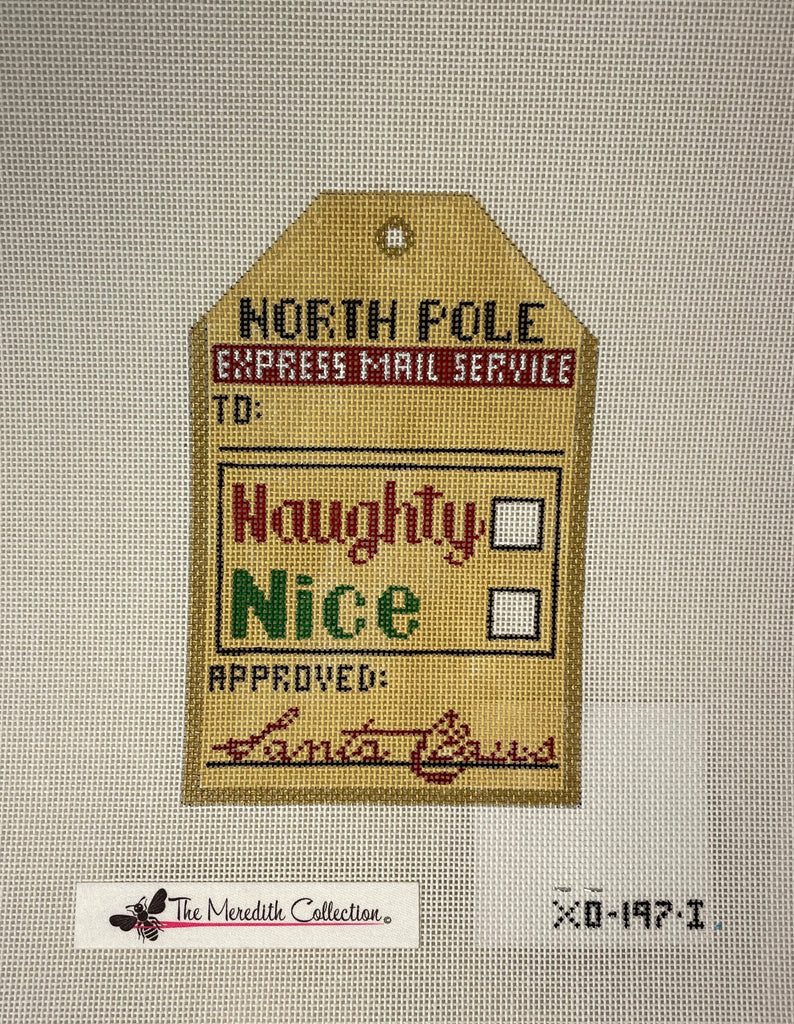 NORTH POLE
EXPRESS MAIL SERVICE
TO:
Naughty
Nice
APPROVED:
Santa Claus
The Meredith Collection©
XO-197-I